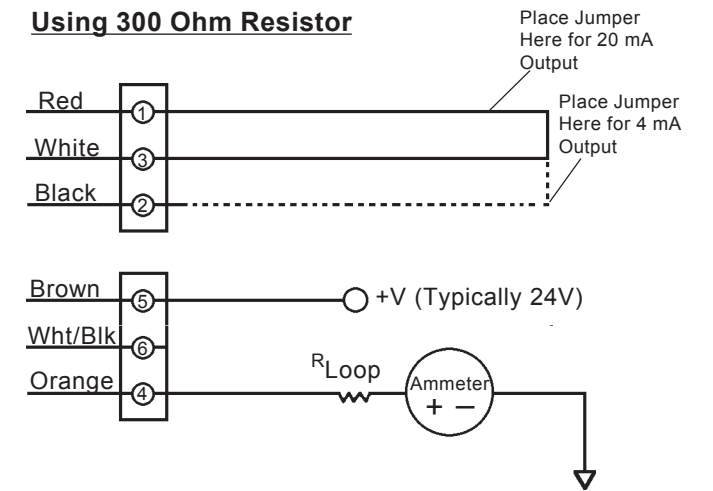 Using 300 Ohm Resistor
Place Jumper
Here for 20 mA
Output
Place Jumper
Here for 4 mA
Output
Red
1
White
3
Black
2
Brown
5
+V (Typically 24V)
Wht/Blk
6
Orange
4
RLoop
Ammeter
+ –